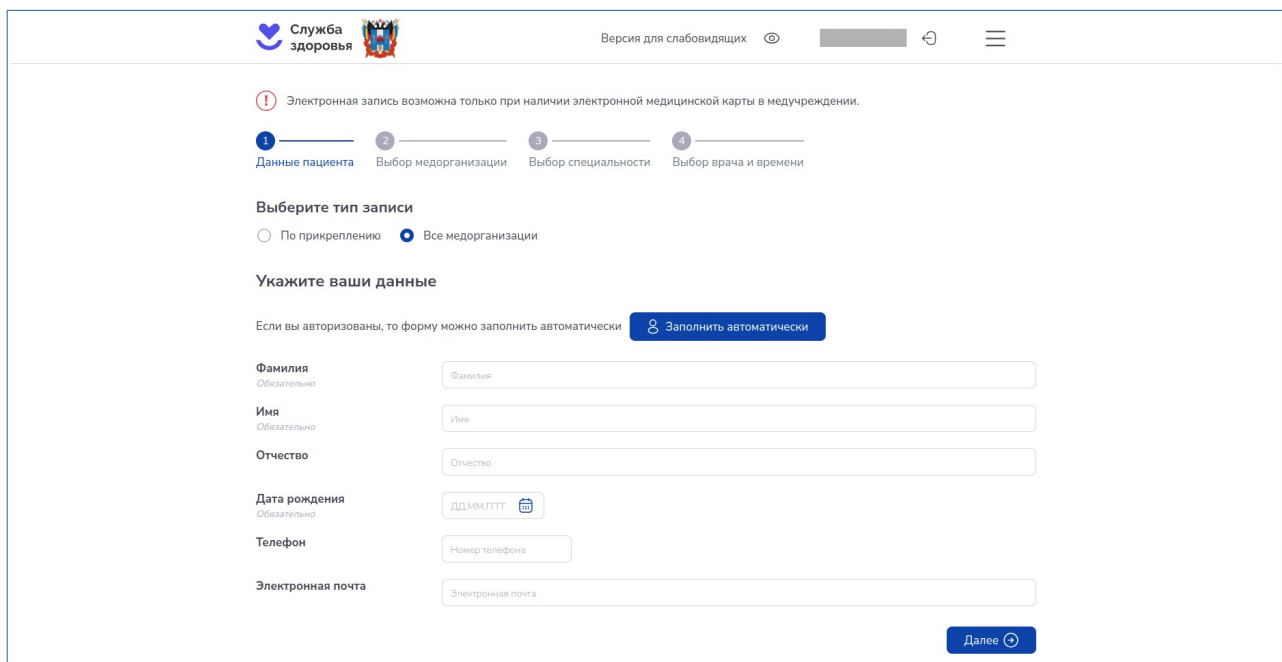 Служба
здоровья
Версия для слабовидящих
! Электронная запись возможна только при наличии электронной медицинской карты в медучреждении.
1 2 3 4
Данные пациента Выбор медорганизации Выбор специальности Выбор врача и времени
Выберите тип записи
По прикреплению Все медорганизации
Укажите ваши данные
Если вы авторизованы, то форму можно заполнить автоматически Заполнить автоматически
Фамилия
Обязательно
Фамилия
Имя
Обязательно
Имя
Отчество
Отчество
Дата рождения
Обязательно
ДД.ММ.ГГГГ
Телефон
Номер телефона
Электронная почта
Электронная почта
Далее